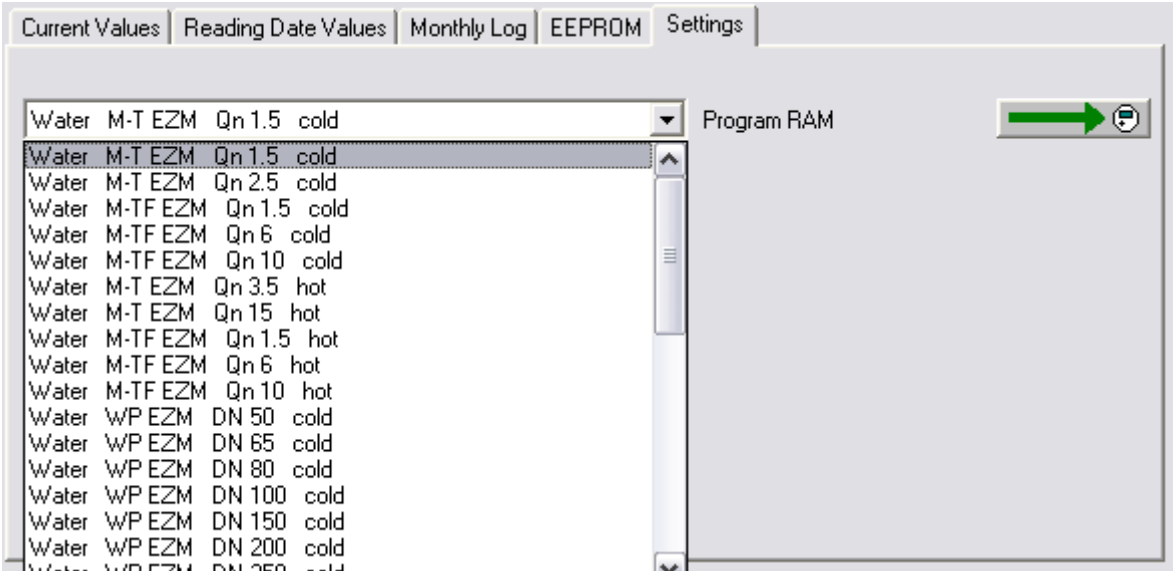 Current Values Reading Date Values Monthly Log EEPROM Settings
Water M-T EZM Qn 1.5 cold Program RAM
Water M-T EZM Qn 1.5 cold
Water M-T EZM Qn 2.5 cold
Water M-TF EZM Qn 1.5 cold
Water M-TF EZM Qn 6 cold
Water M-TF EZM Qn 10 cold
Water M-T EZM Qn 3.5 hot
Water M-T EZM Qn 15 hot
Water M-TF EZM Qn 1.5 hot
Water M-TF EZM Qn 6 hot
Water M-TF EZM Qn 10 hot
Water WP EZM DN 50 cold
Water WP EZM DN 65 cold
Water WP EZM DN 80 cold
Water WP EZM DN 100 cold
Water WP EZM DN 150 cold
Water WP EZM DN 200 cold
Water WP EZM DN 250 cold